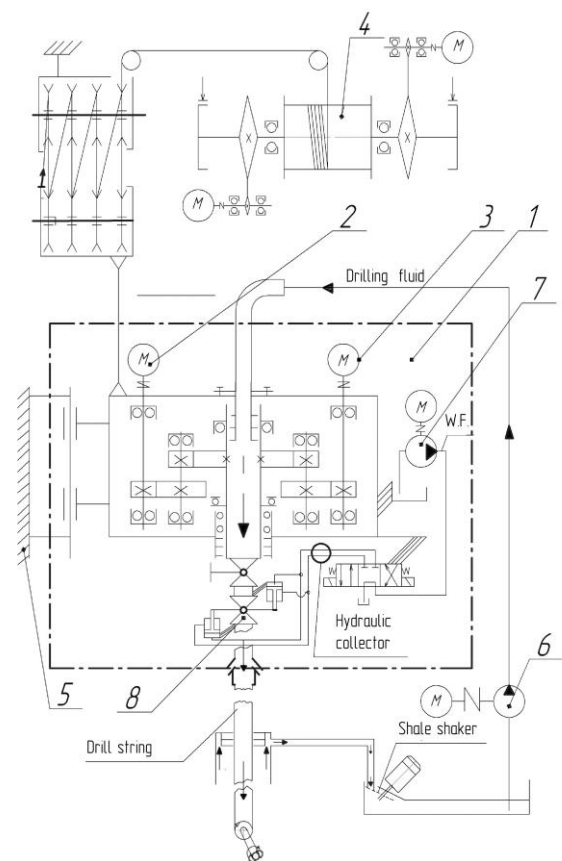 4
M
N
1
M
N
2
3
1
7
Drilling fluid
M
M
M
W.F.
W
W
Hydraulic
collector
5
8
6
M
Shale shaker
Drill string